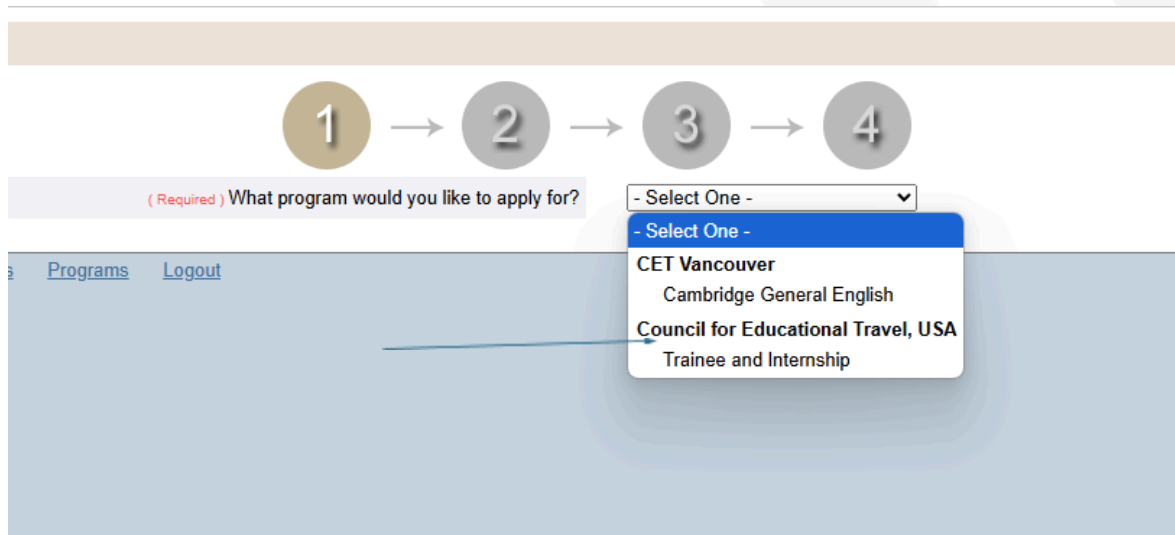 1 → 2 → 3 → 4
( Required ) What program would you like to apply for?
- Select One -
- Select One -
CET Vancouver
Cambridge General English
Council for Educational Travel, USA
Trainee and Internship
Programs Logout